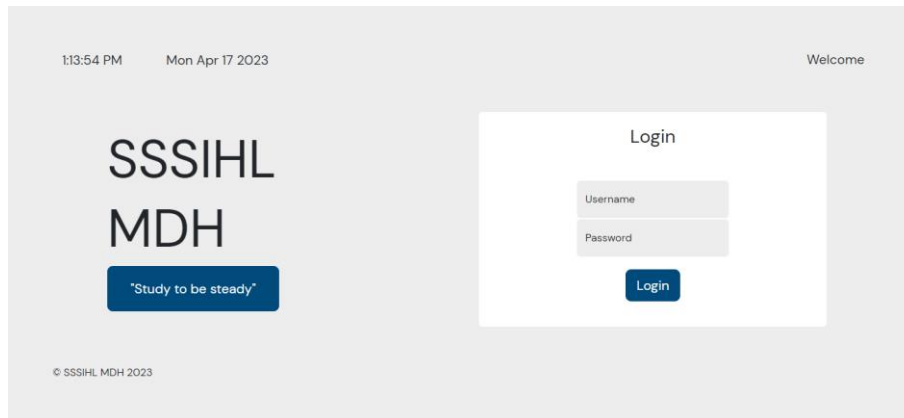 1:13:54 PM Mon Apr 17 2023 Welcome
SSSIHL
MDH
"Study to be steady"
Login
Username
Password
Login
© SSSIHL MDH 2023